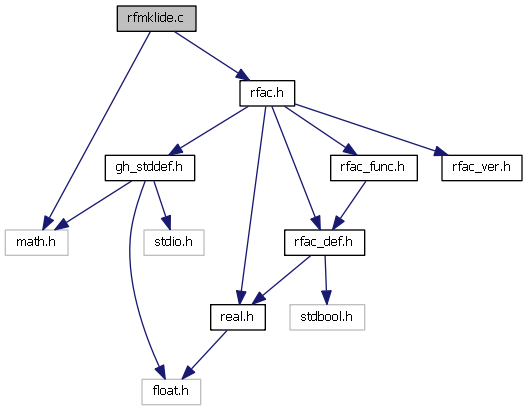 rfmklide.c
rfac.h
gh_stddef.h
rfac_func.h
rfac_ver.h
math.h
stdio.h
rfac_def.h
real.h
stdbool.h
float.h